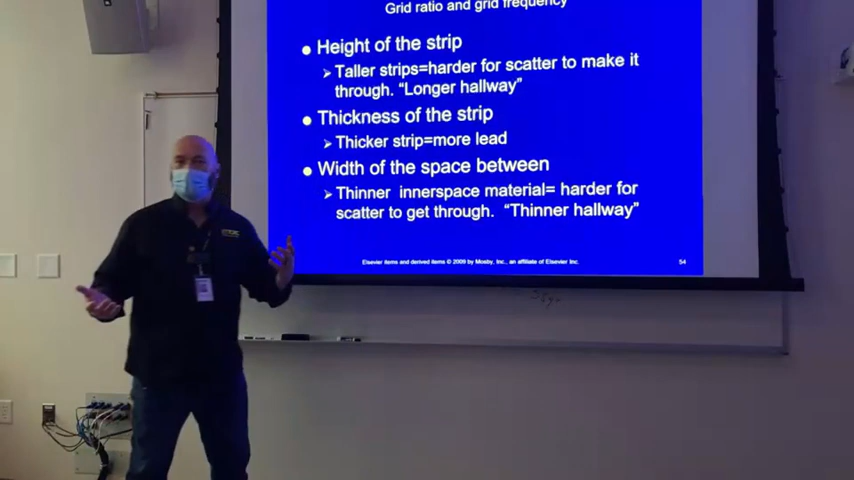 Grid ratio and grid frequency
● Height of the strip
➢ Taller strips=harder for scatter to make it
through. “Longer hallway”
● Thickness of the strip
➢ Thicker strip=more lead
● Width of the space between
➢ Thinner innerspace material= harder for
scatter to get through. “Thinner hallway”
Elsevier items and derived items © 2009 by Mosby, Inc., an affiliate of Elsevier Inc.
54